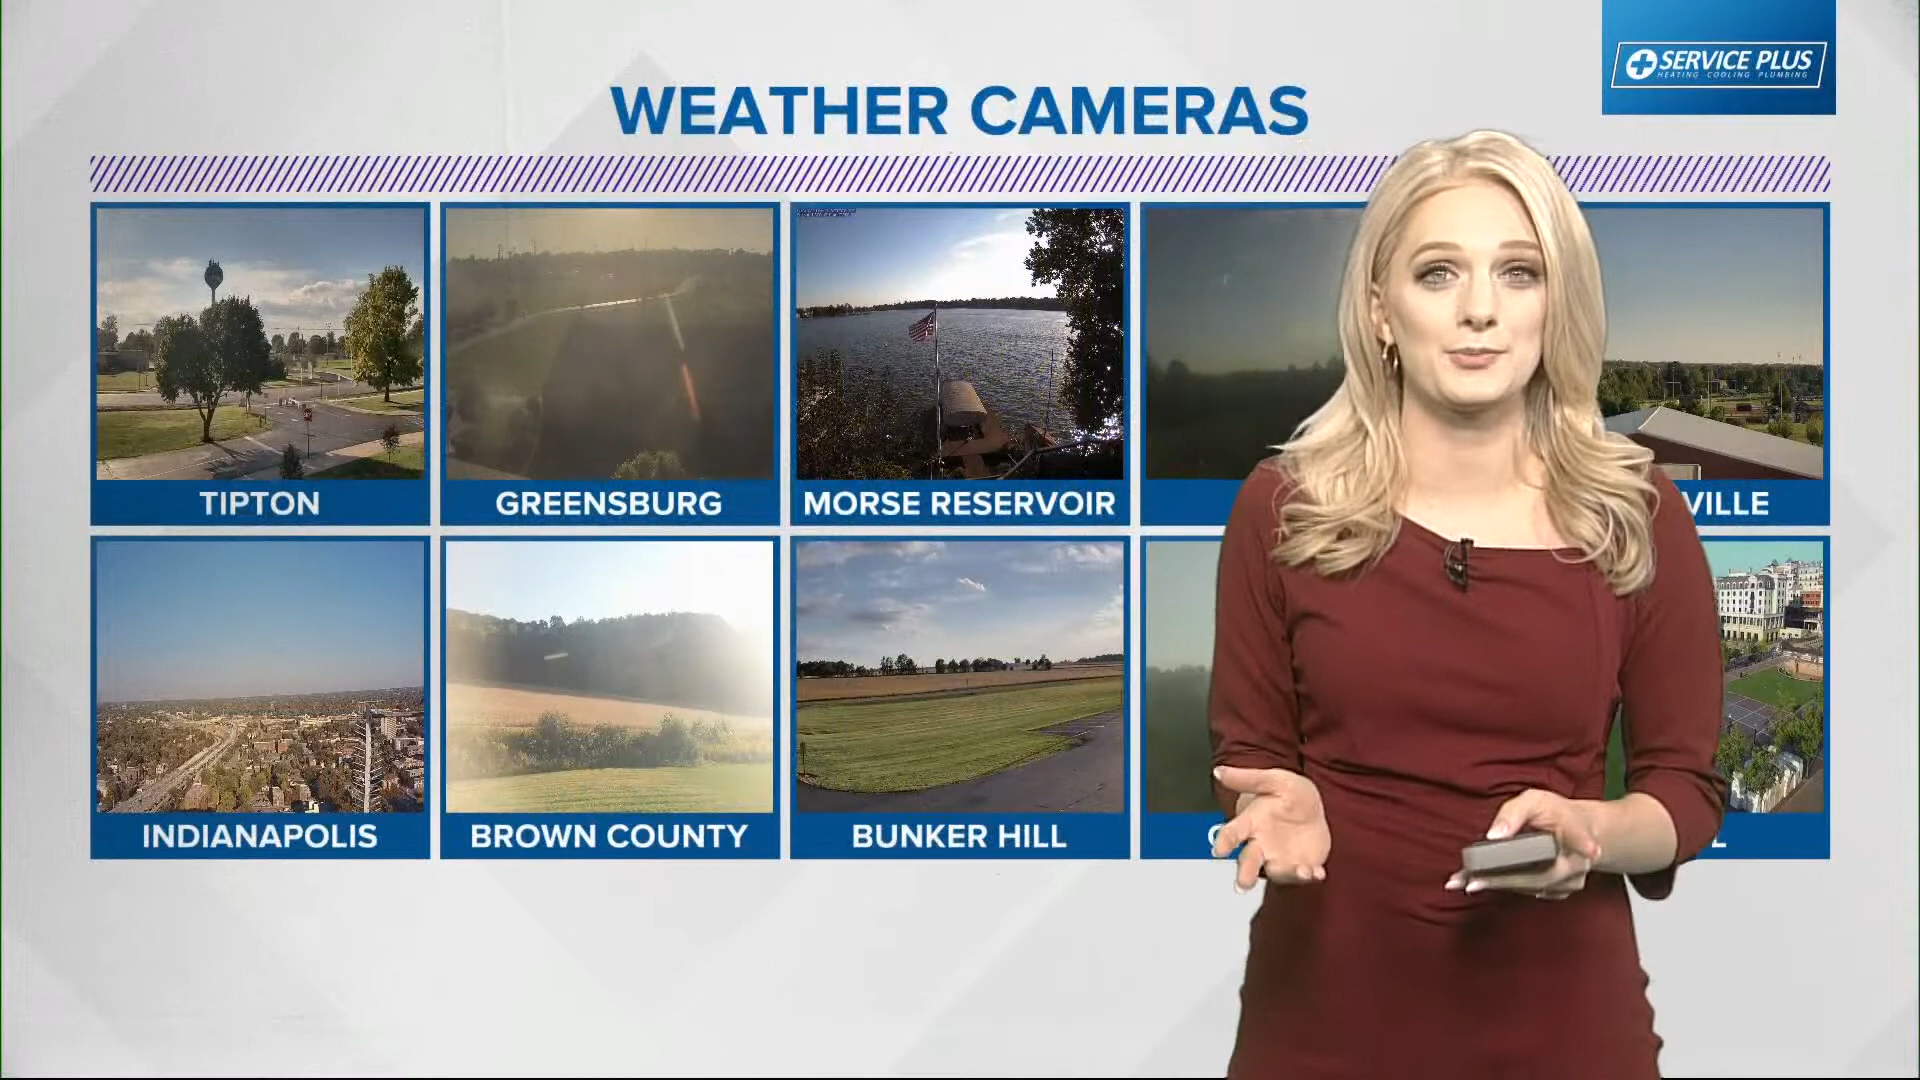 SERVICE PLUS
HEATING COOLING PLUMBING
WEATHER CAMERAS
TIPTON
GREENSBURG
MORSE RESERVOIR
VILLE
INDIANAPOLIS
BROWN COUNTY
BUNKER HILL
L